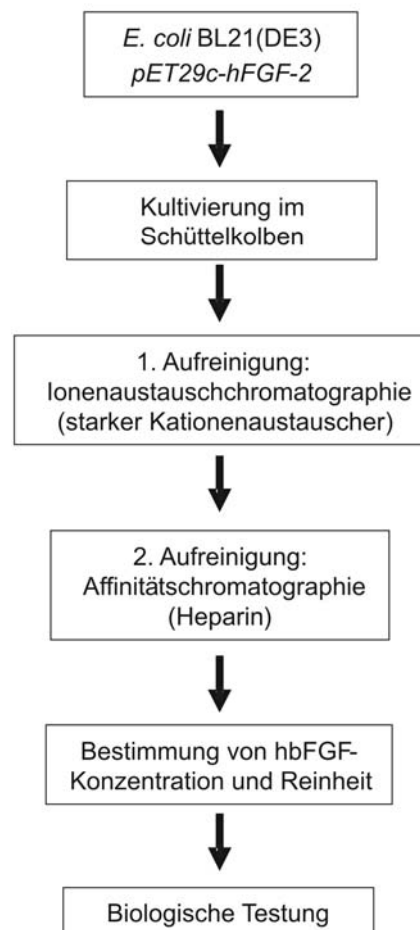 E. coli BL21(DE3)
pET29c-hFGF-2
Kultivierung im
Schüttelkolben
1. Aufreinigung:
Ionenaustauschchromatographie
(starker Kationenaustauscher)
2. Aufreinigung:
Affinitätschromatographie
(Heparin)
Bestimmung von hbFGF-
Konzentration und Reinheit
Biologische Testung